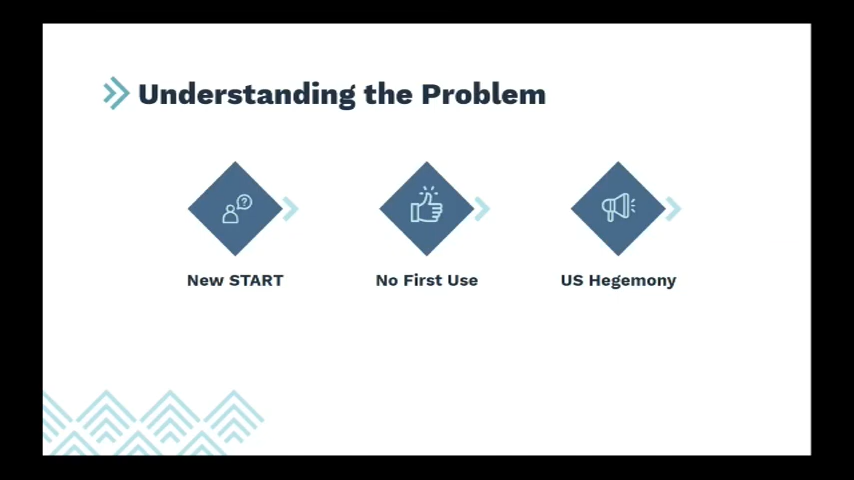 Understanding the Problem
New START
No First Use
US Hegemony